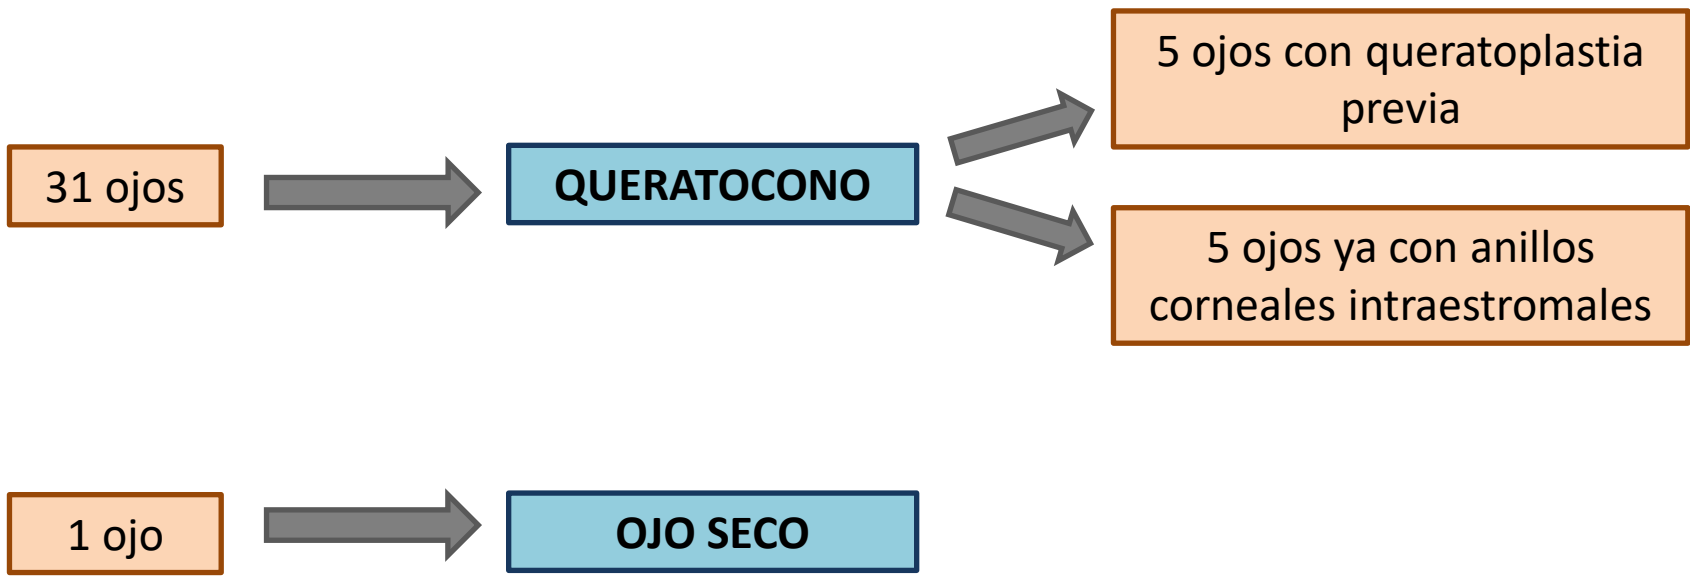 31 ojos
QUERATOCONO
5 ojos con queratoplastia
previa
5 ojos ya con anillos
corneales intraestromales
1 ojo
OJO SECO